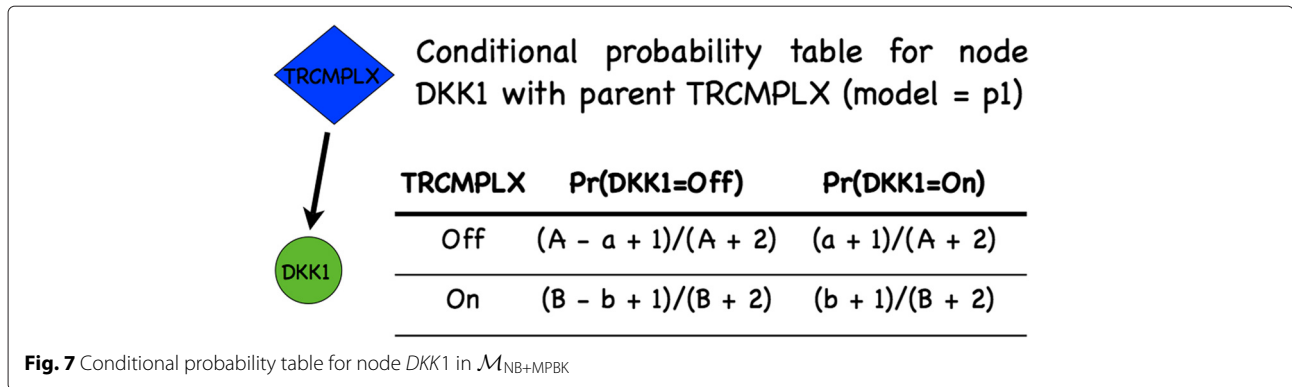 TRCMPLX
Conditional probability table for node
DKK1 with parent TRCMPLX (model = p1)
TRCMPLX Pr(DKK1=Off) Pr(DKK1=On)
Off (A - a + 1)/(A + 2) (a + 1)/(A + 2)
DKK1
On (B - b + 1)/(B + 2) (b + 1)/(B + 2)
Fig. 7 Conditional probability table for node DKK1 in ℳNB+MPBK